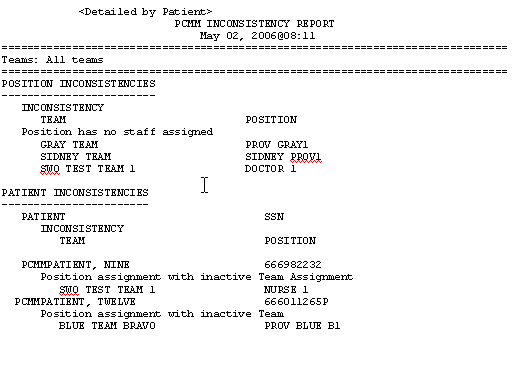 <Detailed by Patient>
PCMM INCONSISTENCY REPORT
May 02, 2006@08:11
================================================================================
Teams: All teams
================================================================================
POSITION INCONSISTENCIES
------------------------
INCONSISTENCY
TEAM POSITION
Position has no staff assigned
GRAY TEAM PROV GRAY1
SIDNEY TEAM SIDNEY PROV1
SWO TEST TEAM 1 DOCTOR 1
PATIENT INCONSISTENCIES
-----------------------
PATIENT SSN
INCONSISTENCY
TEAM POSITION
PCMMPATIENT, NINE 666982232
Position assignment with inactive Team Assignment
SWO TEST TEAM 1 NURSE 1
PCMMPATIENT, TWELVE 666011265P
Position assignment with inactive Team
BLUE TEAM BRAVO PROV BLUE B1